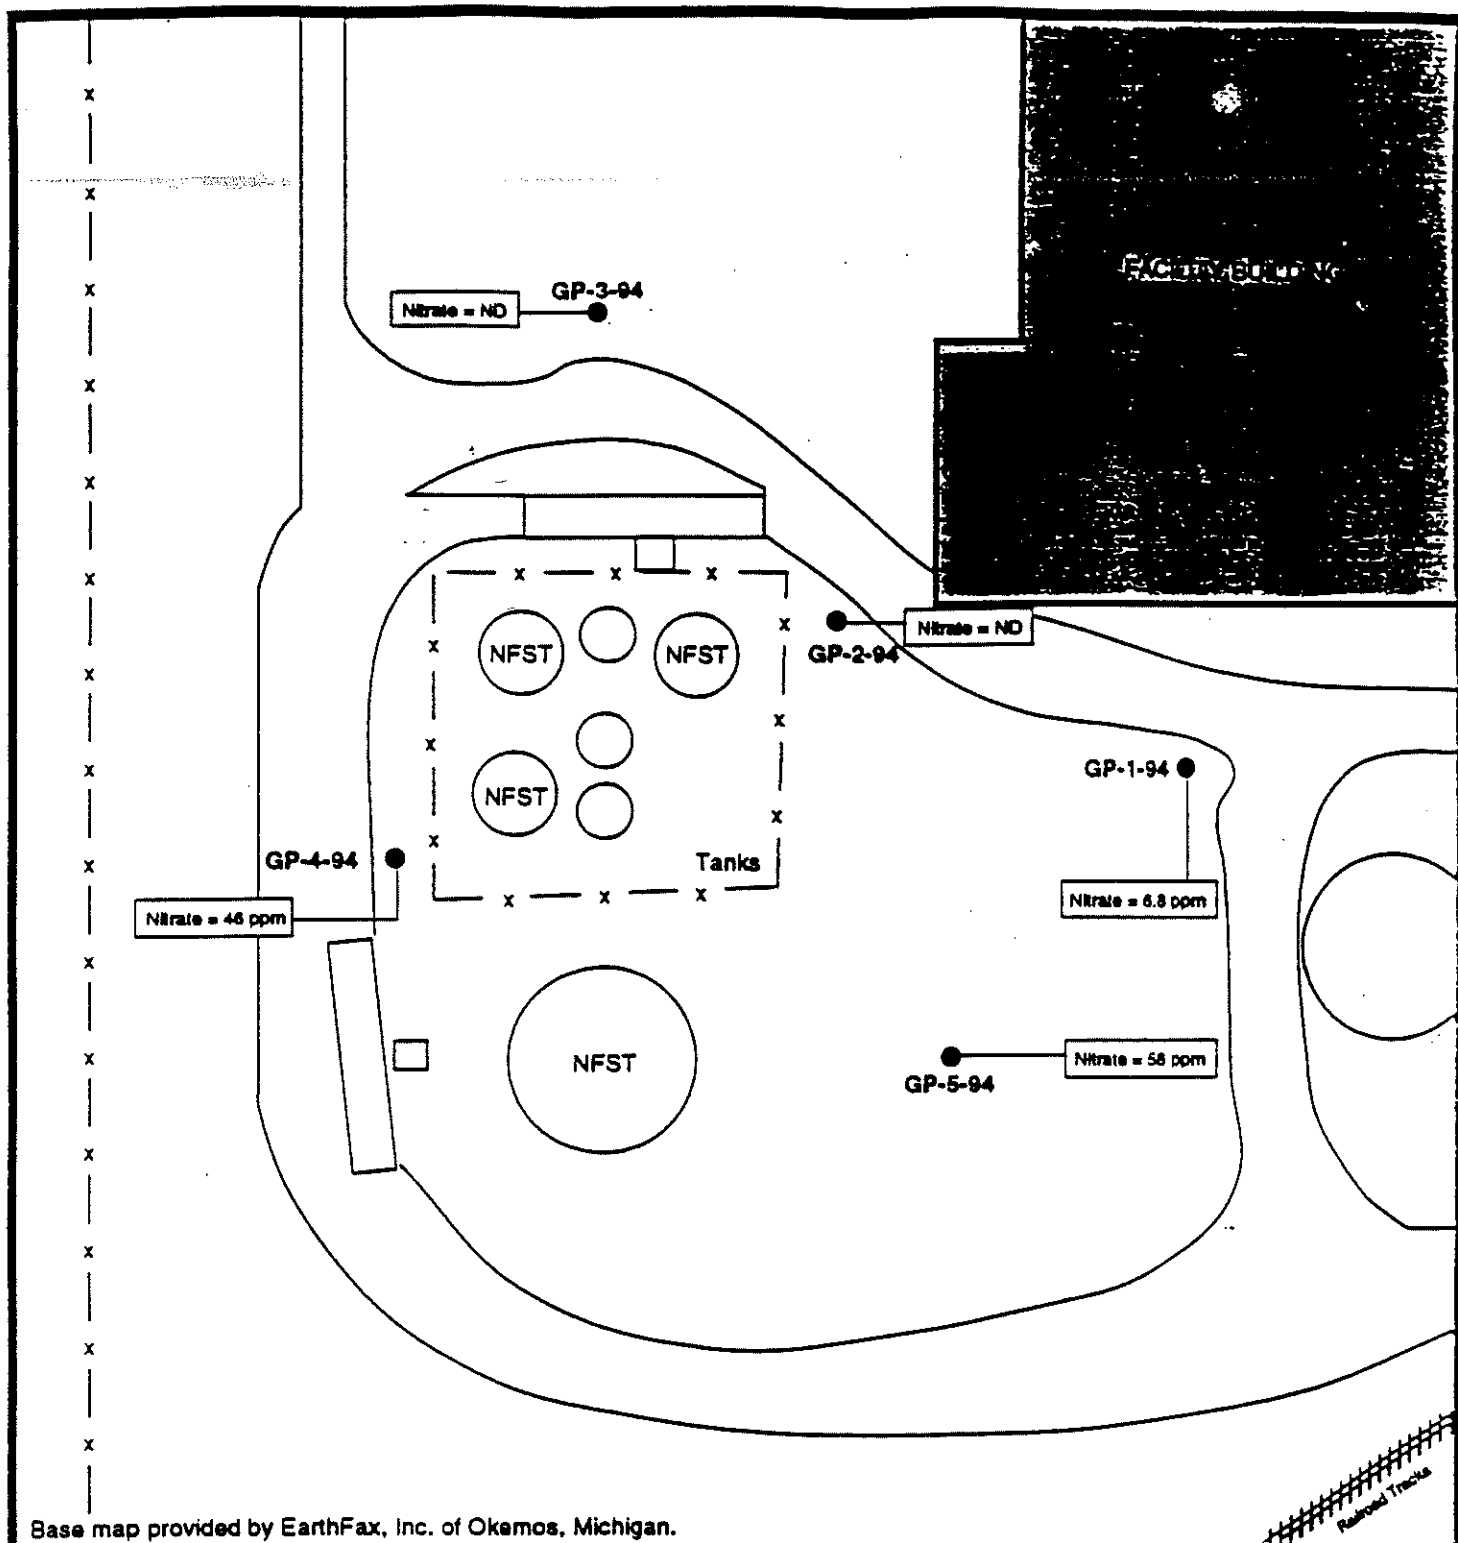 FACILITY BUILDING
GP-3-94
Nitrate = ND
NFST
NFST
Nitrate = ND
GP-2-94
NFST
GP-1-94
Tanks
GP-4-94
Nitrate = 6.8 ppm
Nitrate = 46 ppm
NFST
Nitrate = 58 ppm
GP-5-94
Railroad Tracks
Base map provided by EarthFax, Inc. of Okemos, Michigan.